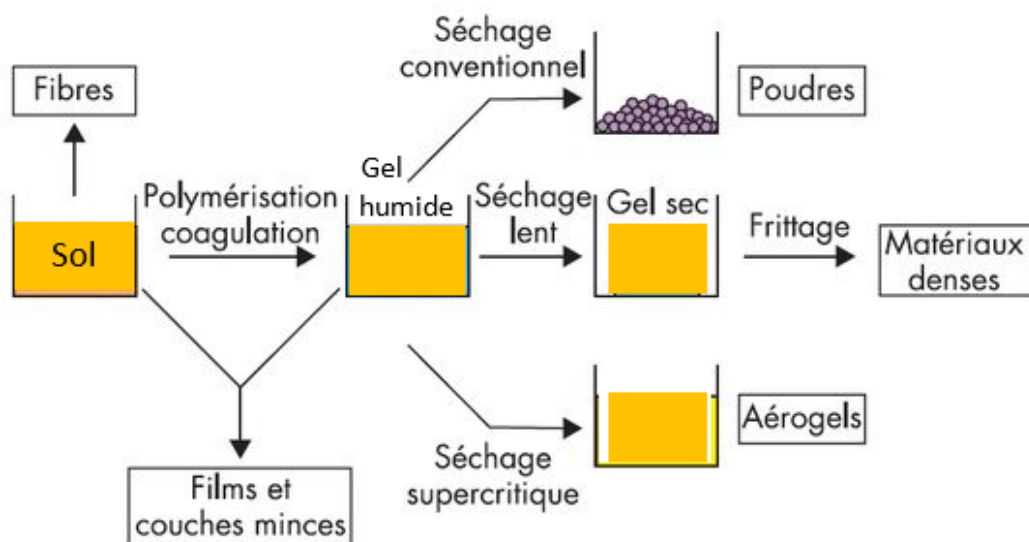 Séchage
conventionnel
Poudres
Fibres
Gel
humide
Polymérisation
coagulation
Sol
Séchage
lent
Gel sec
Frittage
Matériaux
denses
Aérogels
Séchage
supercritique
Films et
couches minces